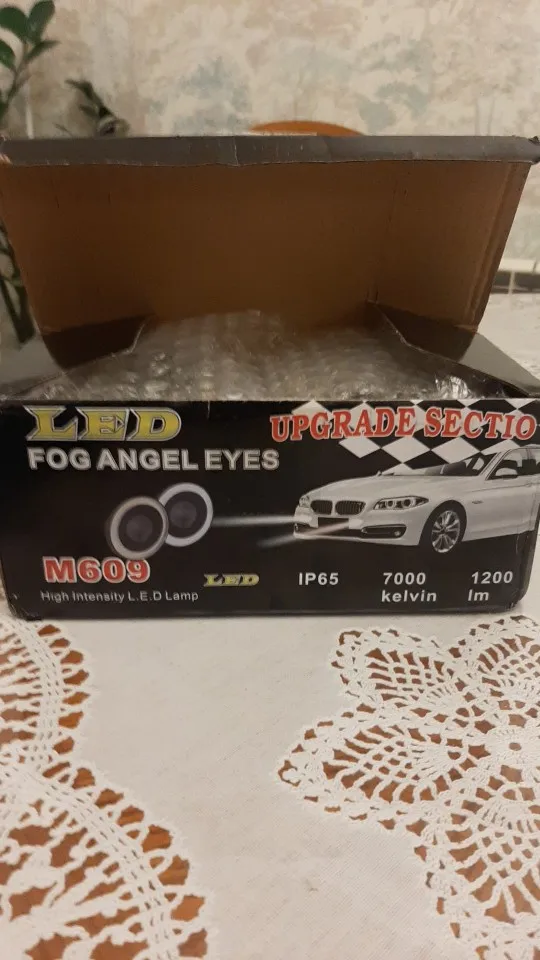 LED
UPGRADE SECTIO
FOG ANGEL EYES
M609
LED
IP65
7000
kelvin
1200
lm
High Intensity L.E.D Lamp